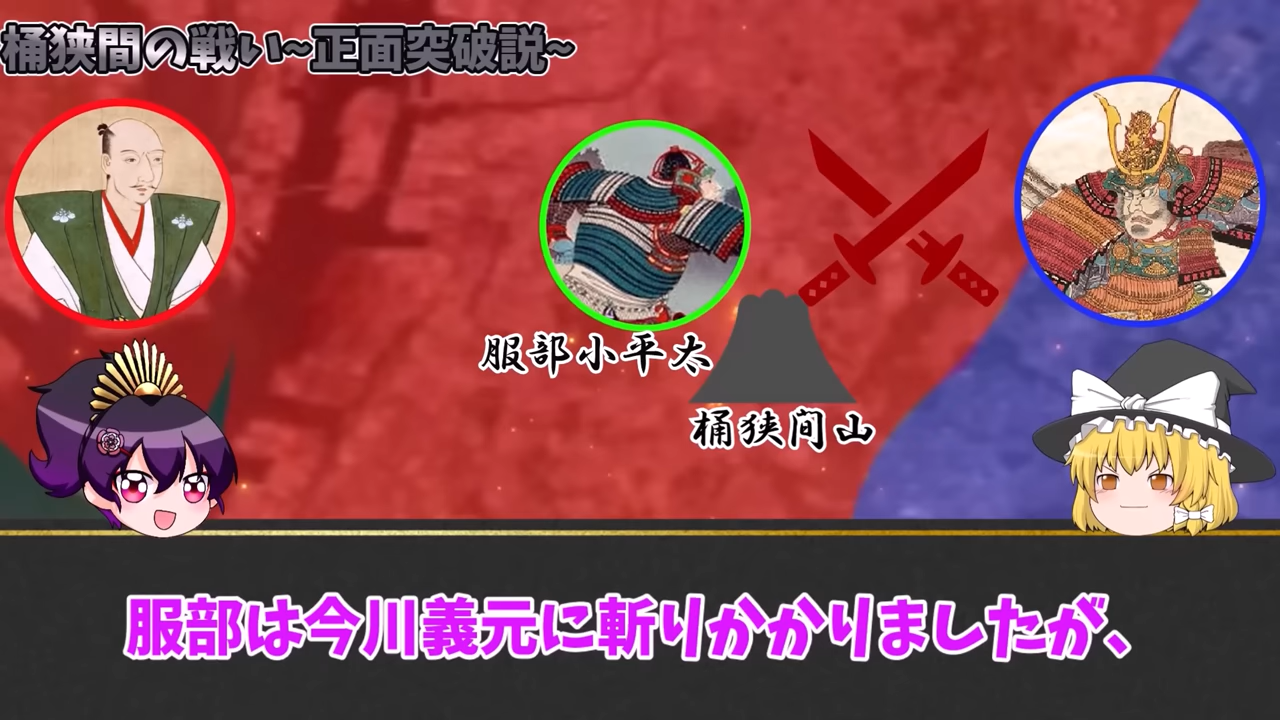 桶狭間の戦い~正面突破説~
服部小平太
桶狭间山
服部は今川義元に斬りかかりましたが、